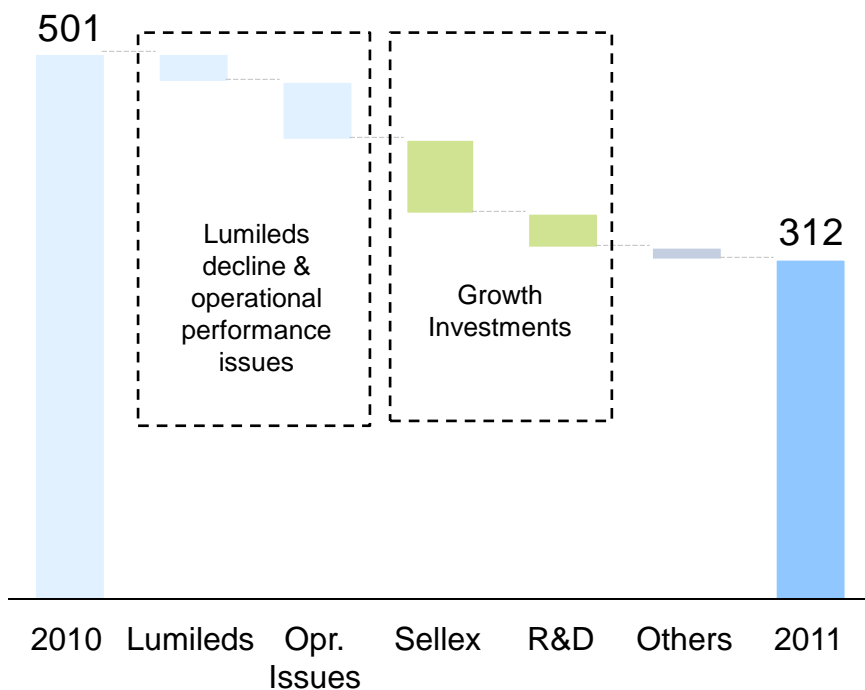 501
Lumileds
decline &
operational
performance
issues
Growth
Investments
312
2010
Lumileds
Opr.
Issues
Sellex
R&D
Others
2011